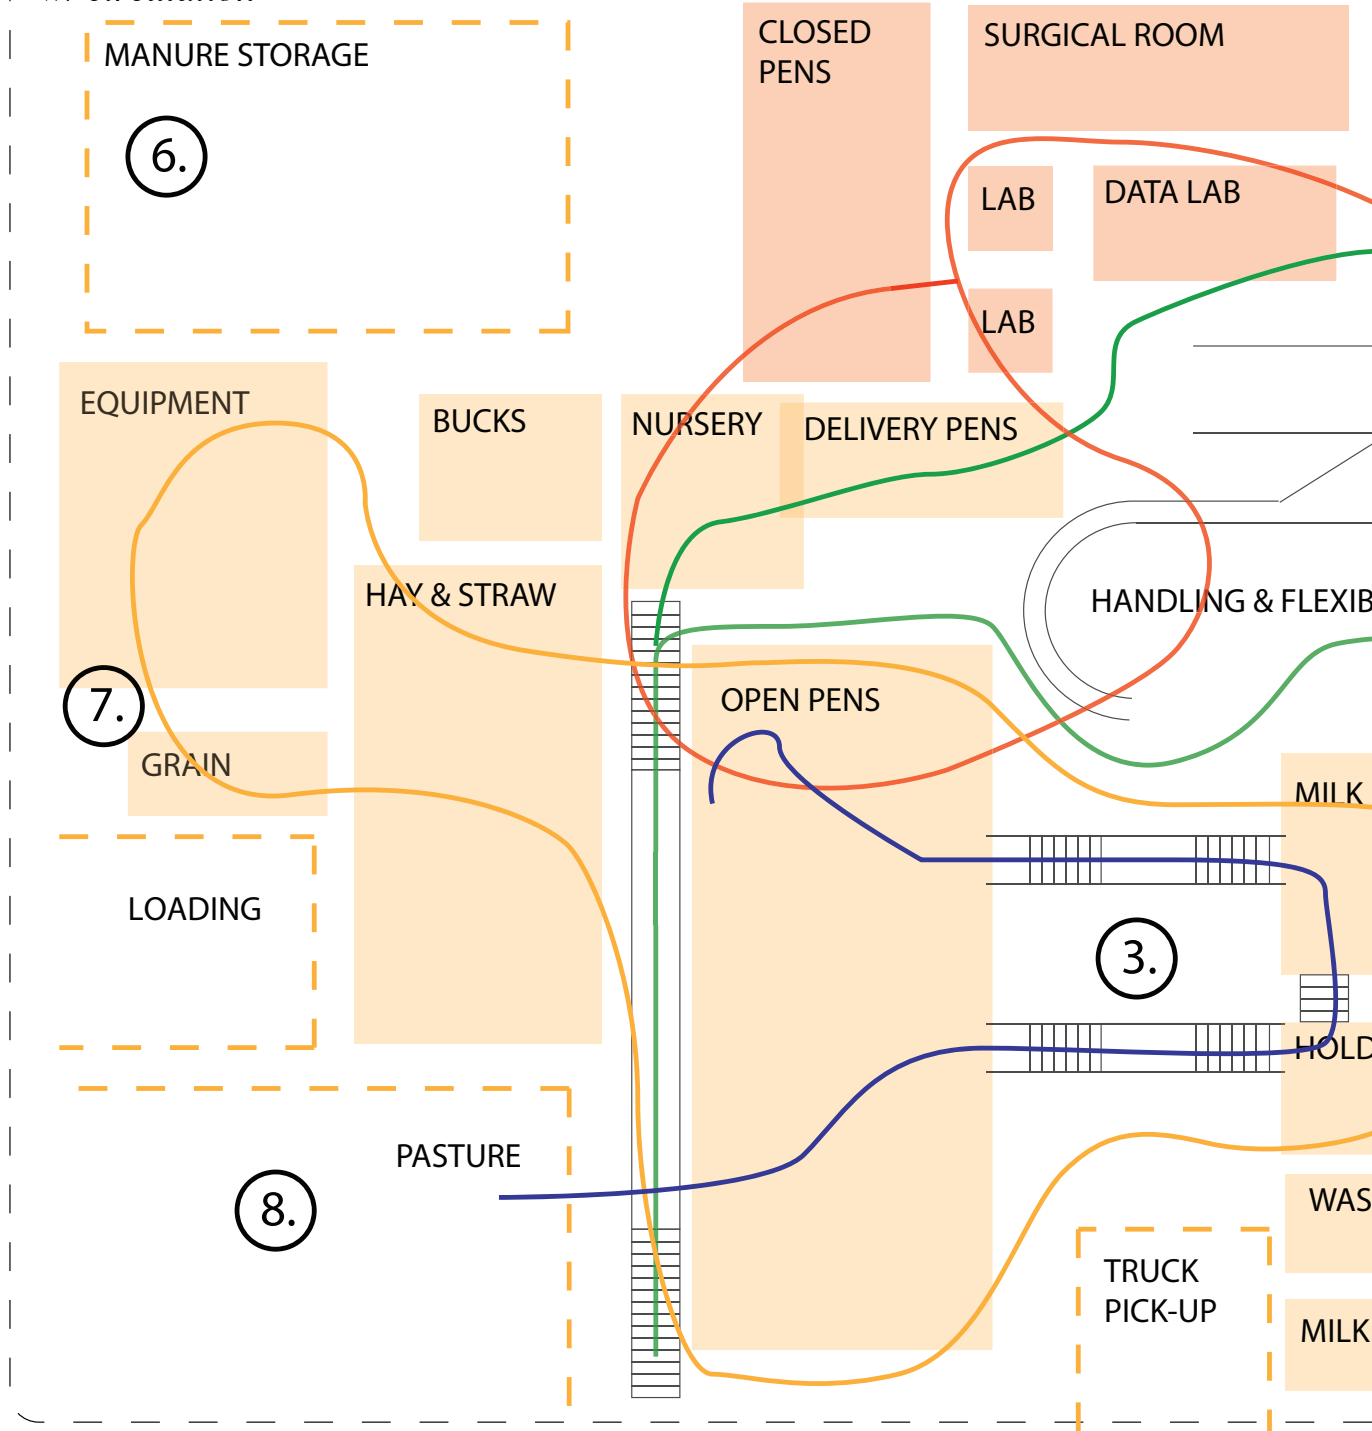 MANURE STORAGE
6.
CLOSED
PENS
SURGICAL ROOM
LAB
DATA LAB
LAB
EQUIPMENT
BUCKS
NURSERY
DELIVERY PENS
HAY & STRAW
HANDLING & FLEXIB
7.
OPEN PENS
GRAIN
MILK
LOADING
3.
HOLD
PASTURE
8.
WAS
TRUCK
PICK-UP
MILK